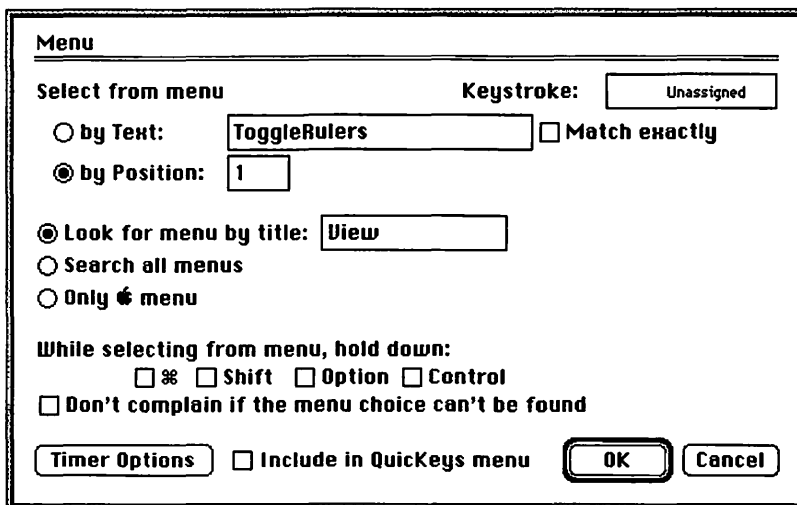 Menu
Select from menu Keystroke: Unassigned
by Text: ToggleRulers Match exactly
by Position: 1
Look for menu by title: View
Search all menus
Only  menu
While selecting from menu, hold down:
⌘ Shift Option Control
Don't complain if the menu choice can't be found
Timer Options Include in QuicKeys menu OK Cancel